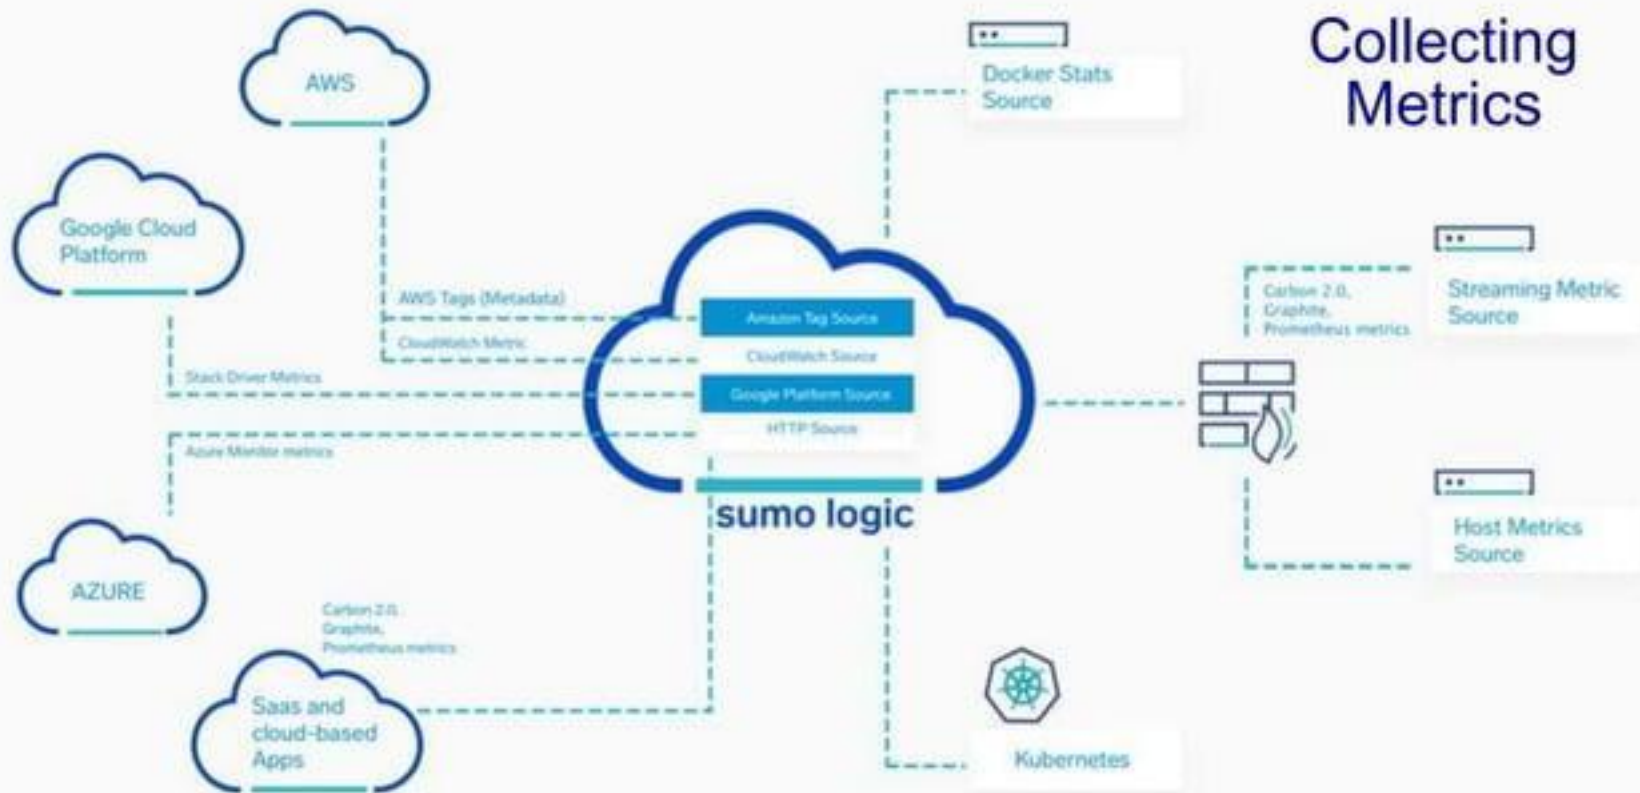 Collecting
Metrics
AWS
Docker Stats
Source
Google Cloud
Platform
AWS Tags (Metadata)
CloudWatch Metric
Stack Driver Metrics
Azure Monitor metrics
Amazon Tag Source
CloudWatch Source
Google Platform Source
HTTP Source
sumo logic
Carbon 2.0,
Graphite,
Prometheus metrics
Streaming Metric
Source
Host Metrics
Source
AZURE
Carbon 2.0,
Graphite,
Prometheus metrics
Saas and
cloud-based
Apps
Kubernetes